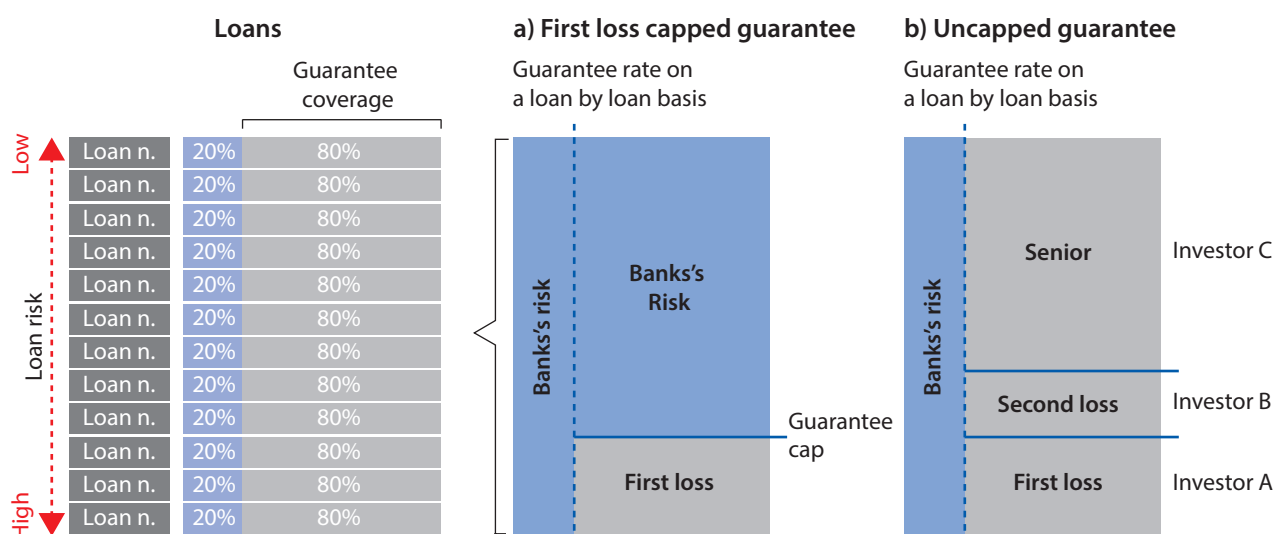 Loans
Guarantee
coverage
Low
Loan risk
High
Loan n. 20% 80%
Loan n. 20% 80%
Loan n. 20% 80%
Loan n. 20% 80%
Loan n. 20% 80%
Loan n. 20% 80%
Loan n. 20% 80%
Loan n. 20% 80%
Loan n. 20% 80%
Loan n. 20% 80%
Loan n. 20% 80%
Loan n. 20% 80%
a) First loss capped guarantee
Guarantee rate on
a loan by loan basis
Banks's risk
Banks's
Risk
Guarantee
cap
First loss
b) Uncapped guarantee
Guarantee rate on
a loan by loan basis
Banks's risk
Senior
Investor C
Second loss
Investor B
First loss
Investor A